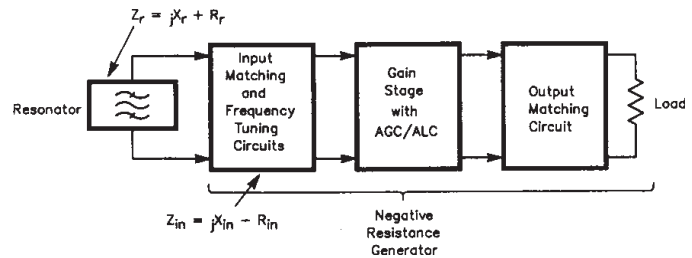 Z_r = jX_r + R_r
Resonator
Input
Matching
and
Frequency
Tuning
Circuits
Gain
Stage
with
AGC/ALC
Output
Matching
Circuit
Load
Z_in = jX_in − R_in
Negative
Resistance
Generator